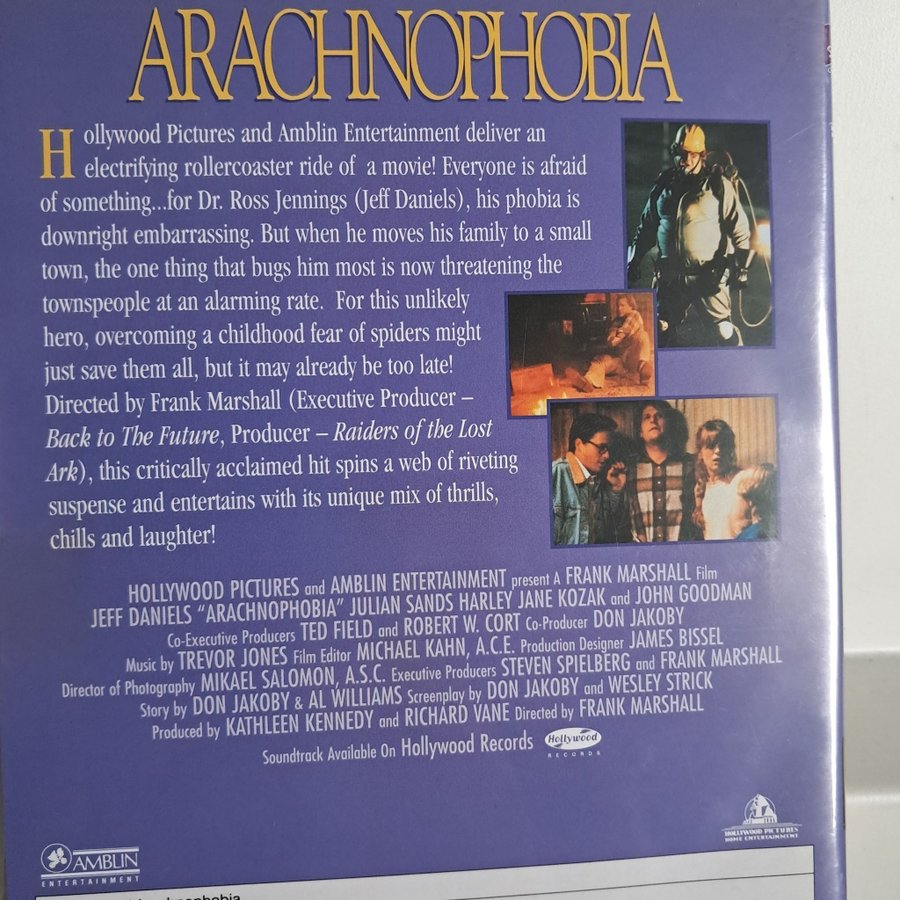 ARACHNOPHOBIA
Hollywood Pictures and Amblin Entertainment deliver an
electrifying rollercoaster ride of a movie! Everyone is afraid
of something...for Dr. Ross Jennings (Jeff Daniels), his phobia is
downright embarrassing. But when he moves his family to a small
town, the one thing that bugs him most is now threatening the
townspeople at an alarming rate. For this unlikely
hero, overcoming a childhood fear of spiders might
just save them all, but it may already be too late!
Directed by Frank Marshall (Executive Producer –
Back to The Future, Producer – Raiders of the Lost
Ark), this critically acclaimed hit spins a web of riveting
suspense and entertains with its unique mix of thrills,
chills and laughter!
HOLLYWOOD PICTURES and AMBLIN ENTERTAINMENT present A FRANK MARSHALL Film
JEFF DANIELS “ARACHNOPHOBIA” JULIAN SANDS HARLEY JANE KOZAK and JOHN GOODMAN
Co-Executive Producers TED FIELD and ROBERT W. CORT Co-Producer DON JAKOBY
Music by TREVOR JONES Film Editor MICHAEL KAHN, A.C.E. Production Designer JAMES BISSEL
Director of Photography MIKAEL SALOMON, A.S.C. Executive Producers STEVEN SPIELBERG and FRANK MARSHALL
Story by DON JAKOBY & AL WILLIAMS Screenplay by DON JAKOBY and WESLEY STRICK
Produced by KATHLEEN KENNEDY and RICHARD VANE Directed by FRANK MARSHALL
Soundtrack Available On Hollywood Records
Hollywood
RECORDS
HOLLYWOOD PICTURES
HOME ENTERTAINMENT
AMBLIN
ENTERTAINMENT